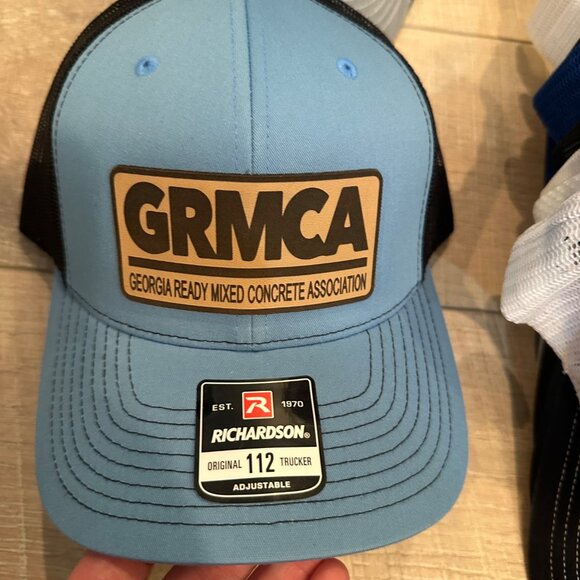 GRMCA
GEORGIA READY MIXED CONCRETE ASSOCIATION
EST. R 1970
RICHARDSON®
ORIGINAL 112 TRUCKER
ADJUSTABLE